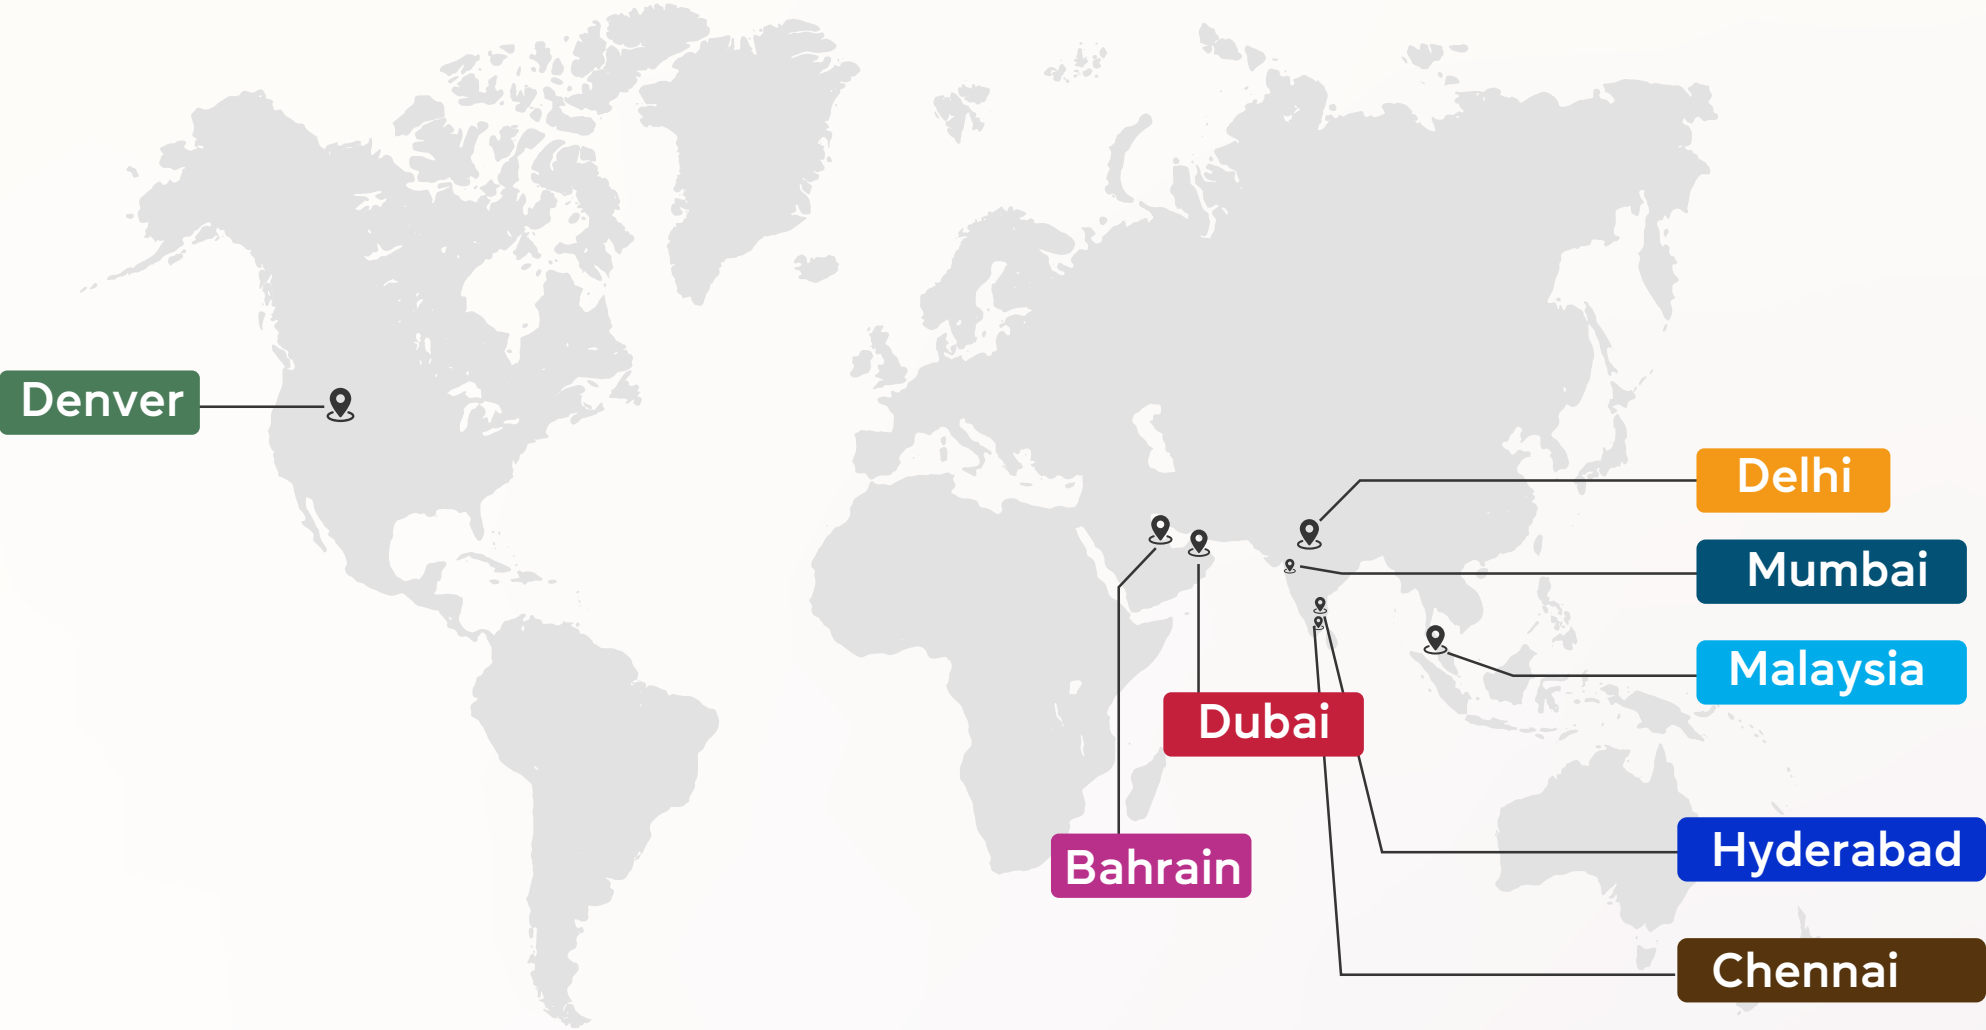 Denver
Delhi
Mumbai
Malaysia
Dubai
Hyderabad
Bahrain
Chennai